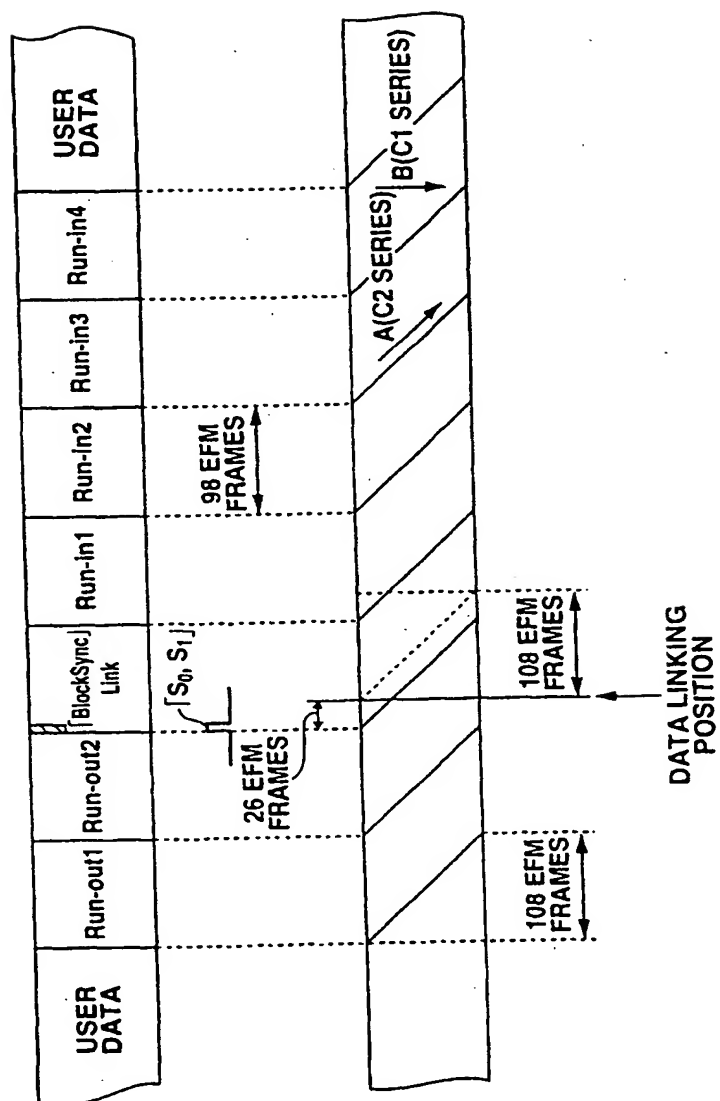 USER
DATA
Run-out1
Run-out2
⌈BlockSync⌋
Link
Run-in1
Run-in2
Run-in3
Run-in4
USER
DATA
⌈S0, S1⌋
26 EFM
FRAMES
98 EFM
FRAMES
A(C2 SERIES)
B(C1 SERIES)
108 EFM
FRAMES
108 EFM
FRAMES
DATA LINKING
POSITION